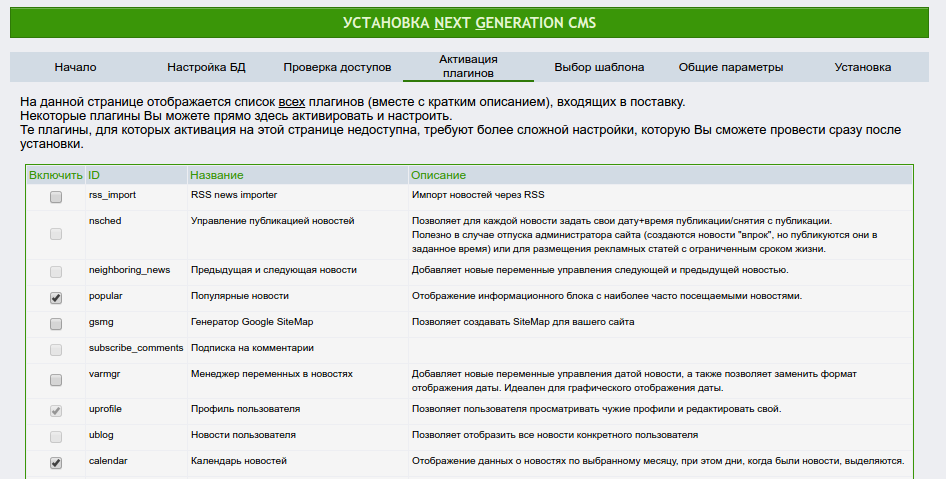 УСТАНОВКА NEXT GENERATION CMS
Начало Настройка БД Проверка доступов Активация плагинов Выбор шаблона Общие параметры Установка
На данной странице отображается список всех плагинов (вместе с кратким описанием), входящих в поставку.
Некоторые плагины Вы можете прямо здесь активировать и настроить.
Те плагины, для которых активация на этой странице недоступна, требуют более сложной настройки, которую Вы сможете провести сразу после
установки.
Включить ID Название Описание
rss_import RSS news importer Импорт новостей через RSS
nsched Управление публикацией новостей Позволяет для каждой новости задать свои дату+время публикации/снятия с публикации.
Полезно в случае отпуска администратора сайта (создаются новости "впрок", но публикуются они в
заданное время) или для размещения рекламных статей с ограниченным сроком жизни.
neighboring_news Предыдущая и следующая новости Добавляет новые переменные управления следующей и предыдущей новостью.
popular Популярные новости Отображение информационного блока с наиболее часто посещаемыми новостями.
gsmg Генератор Google SiteMap Позволяет создавать SiteMap для вашего сайта
subscribe_comments Подписка на комментарии
varmgr Менеджер переменных в новостях Добавляет новые переменные управления датой новости, а также позволяет заменить формат
отображения даты. Идеален для графического отображения даты.
uprofile Профиль пользователя Позволяет пользователя просматривать чужие профили и редактировать свой.
ublog Новости пользователя Позволяет отобразить все новости конкретного пользователя
calendar Календарь новостей Отображение данных о новостях по выбранному месяцу, при этом дни, когда были новости, выделяются.